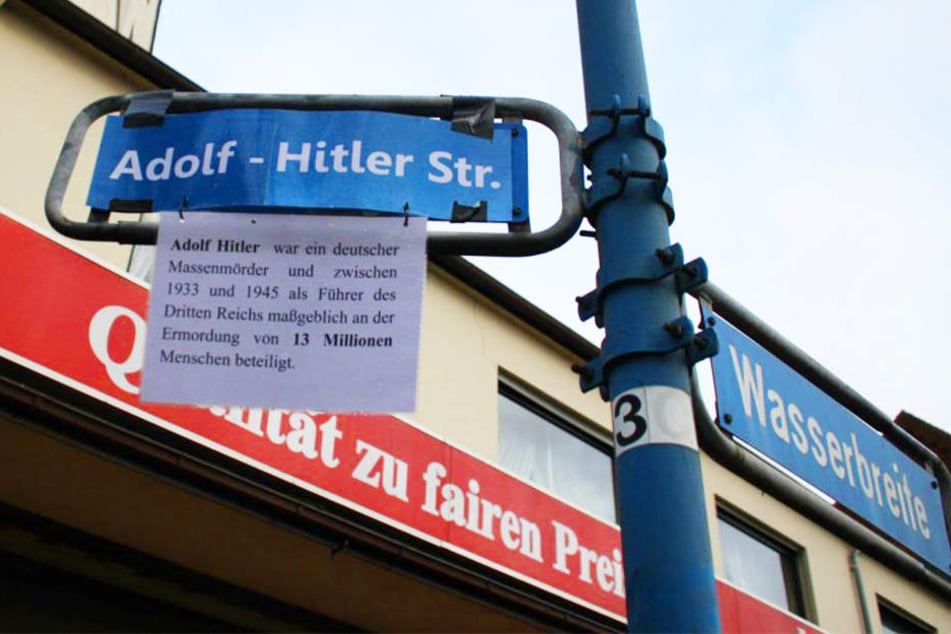 Adolf - Hitler Str.
Adolf Hitler war ein deutscher
Massenmörder und zwischen
1933 und 1945 als Führer des
Dritten Reichs maßgeblich an der
Ermordung von 13 Millionen
Menschen beteiligt.
zu fairen
3
Wasserbreite